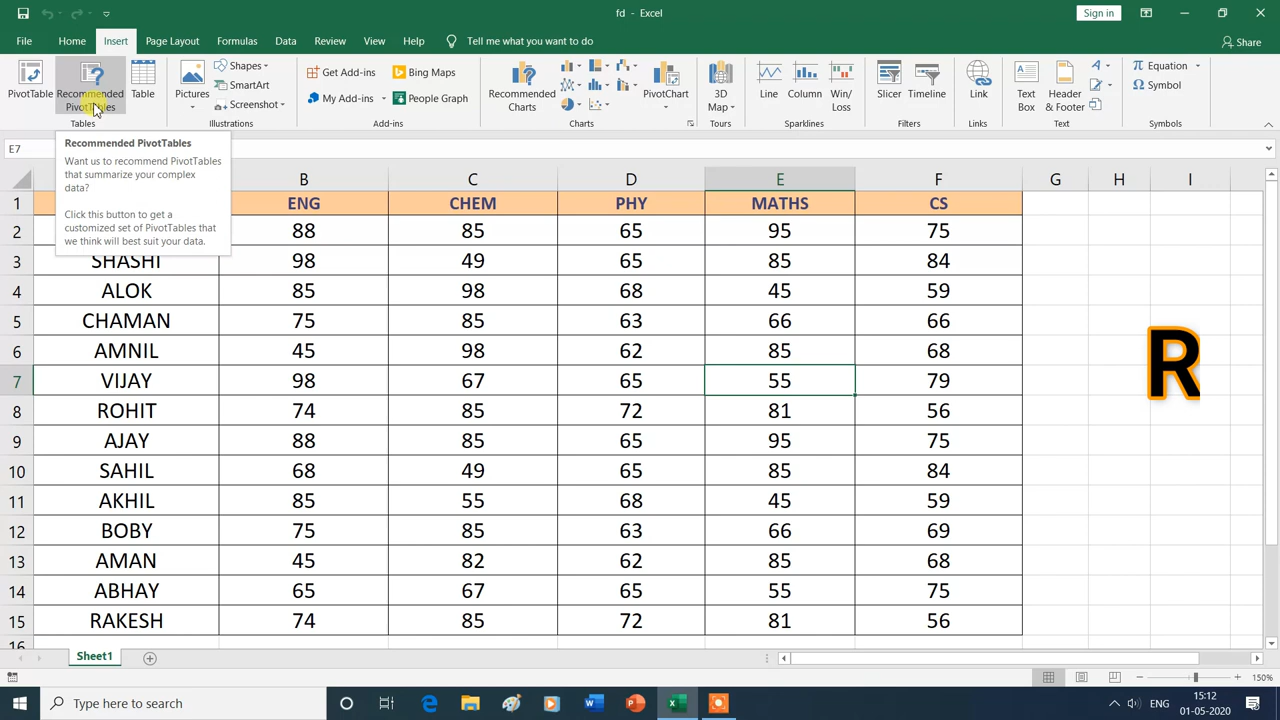 fd - Excel
Sign in
File Home Insert Page Layout Formulas Data Review View Help Tell me what you want to do
Share
PivotTable
Recommended PivotTables
Table
Tables
Pictures
Shapes
SmartArt
Screenshot
Illustrations
Get Add-ins
My Add-ins
Bing Maps
People Graph
Add-ins
Recommended Charts
PivotChart
Charts
3D Map
Tours
Line
Column
Win/Loss
Sparklines
Slicer
Timeline
Filters
Link
Links
Text Box
Header & Footer
Text
Equation
Symbol
Symbols
E7
Recommended PivotTables
Want us to recommend PivotTables
that summarize your complex
data?
Click this button to get a
customized set of PivotTables that
we think will best suit your data.
B C D E F G H I
1 ENG CHEM PHY MATHS CS
2 88 85 65 95 75
3 SHASHI 98 49 65 85 84
4 ALOK 85 98 68 45 59
5 CHAMAN 75 85 63 66 66
6 AMNIL 45 98 62 85 68
7 VIJAY 98 67 65 55 79
8 ROHIT 74 85 72 81 56
9 AJAY 88 85 65 95 75
10 SAHIL 68 49 65 85 84
11 AKHIL 85 55 68 45 59
12 BOBY 75 85 63 66 69
13 AMAN 45 82 62 85 68
14 ABHAY 65 67 65 55 75
15 RAKESH 74 85 72 81 56
16
R
Sheet1
150%
Type here to search
ENG
15:12
01-05-2020